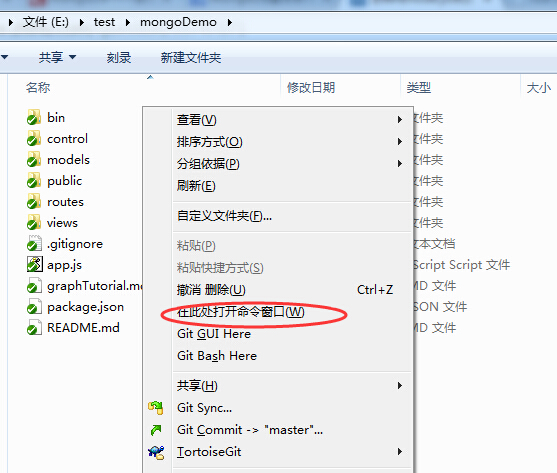 文件 (E:) test mongoDemo
共享 刻录 新建文件夹
名称 修改日期 类型 大小
bin
control
models
public
routes
views
.gitignore
app.js
graphTutorial.md
package.json
README.md
查看(V)
排序方式(O)
分组依据(P)
刷新(E)
自定义文件夹(F)...
粘贴(P)
粘贴快捷方式(S)
撤消 删除(U) Ctrl+Z
在此处打开命令窗口(W)
Git GUI Here
Git Bash Here
共享(H)
Git Sync...
Git Commit -> "master"...
TortoiseGit
文件夹
文件夹
文件夹
文件夹
文件夹
文件夹
文本文档
Script Script 文件
MD 文件
JSON 文件
MD 文件